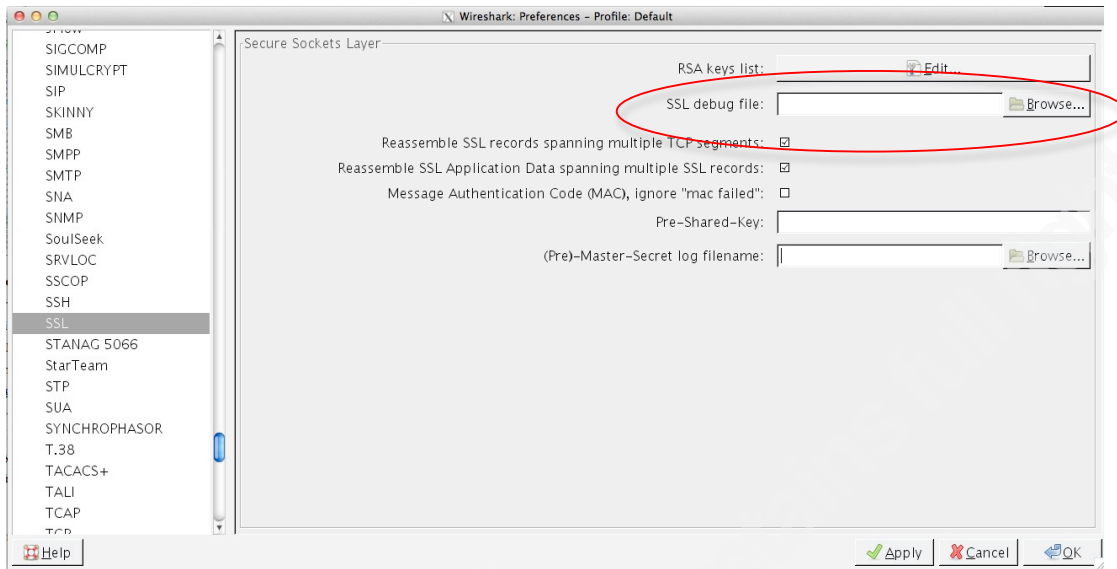 Wireshark: Preferences - Profile: Default
SIGCOMP
SIMULCRYPT
SIP
SKINNY
SMB
SMPP
SMTP
SNA
SNMP
SoulSeek
SRVLOC
SSCOP
SSH
SSL
STANAG 5066
StarTeam
STP
SUA
SYNCHROPHASOR
T.38
TACACS+
TALI
TCAP
TCP
Secure Sockets Layer
RSA keys list: Edit...
SSL debug file: Browse...
Reassemble SSL records spanning multiple TCP segments:
Reassemble SSL Application Data spanning multiple SSL records:
Message Authentication Code (MAC), ignore "mac failed":
Pre-Shared-Key:
(Pre)-Master-Secret log filename: Browse...
Help Apply Cancel OK